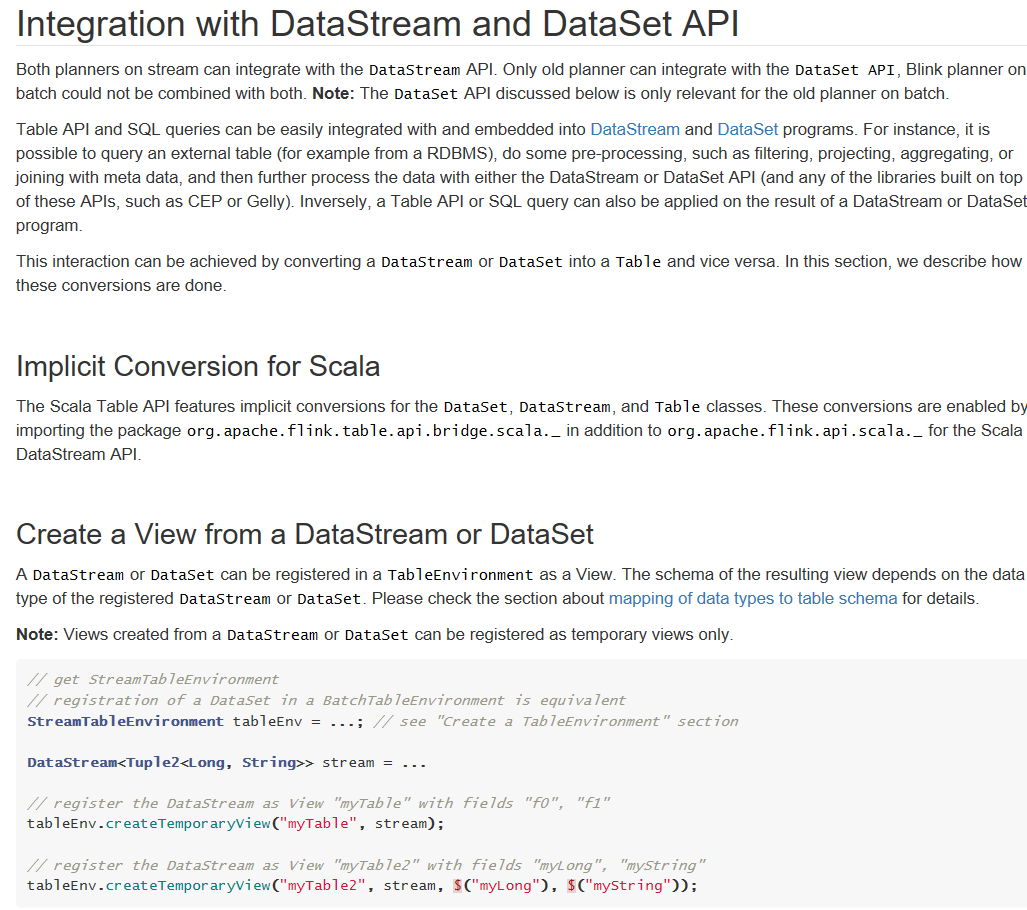 Integration with DataStream and DataSet API
Both planners on stream can integrate with the DataStream API. Only old planner can integrate with the DataSet API, Blink planner on
batch could not be combined with both. Note: The DataSet API discussed below is only relevant for the old planner on batch.
Table API and SQL queries can be easily integrated with and embedded into DataStream and DataSet programs. For instance, it is
possible to query an external table (for example from a RDBMS), do some pre-processing, such as filtering, projecting, aggregating, or
joining with meta data, and then further process the data with either the DataStream or DataSet API (and any of the libraries built on top
of these APIs, such as CEP or Gelly). Inversely, a Table API or SQL query can also be applied on the result of a DataStream or DataSet
program.
This interaction can be achieved by converting a DataStream or DataSet into a Table and vice versa. In this section, we describe how
these conversions are done.
Implicit Conversion for Scala
The Scala Table API features implicit conversions for the DataSet, DataStream, and Table classes. These conversions are enabled by
importing the package org.apache.flink.table.api.bridge.scala._ in addition to org.apache.flink.api.scala._ for the Scala
DataStream API.
Create a View from a DataStream or DataSet
A DataStream or DataSet can be registered in a TableEnvironment as a View. The schema of the resulting view depends on the data
type of the registered DataStream or DataSet. Please check the section about mapping of data types to table schema for details.
Note: Views created from a DataStream or DataSet can be registered as temporary views only.
// get StreamTableEnvironment
// registration of a DataSet in a BatchTableEnvironment is equivalent
StreamTableEnvironment tableEnv = ...; // see "Create a TableEnvironment" section
DataStream<Tuple2<Long, String>> stream = ...
// register the DataStream as View "myTable" with fields "f0", "f1"
tableEnv.createTemporaryView("myTable", stream);
// register the DataStream as View "myTable2" with fields "myLong", "myString"
tableEnv.createTemporaryView("myTable2", stream, $("myLong"), $("myString"));